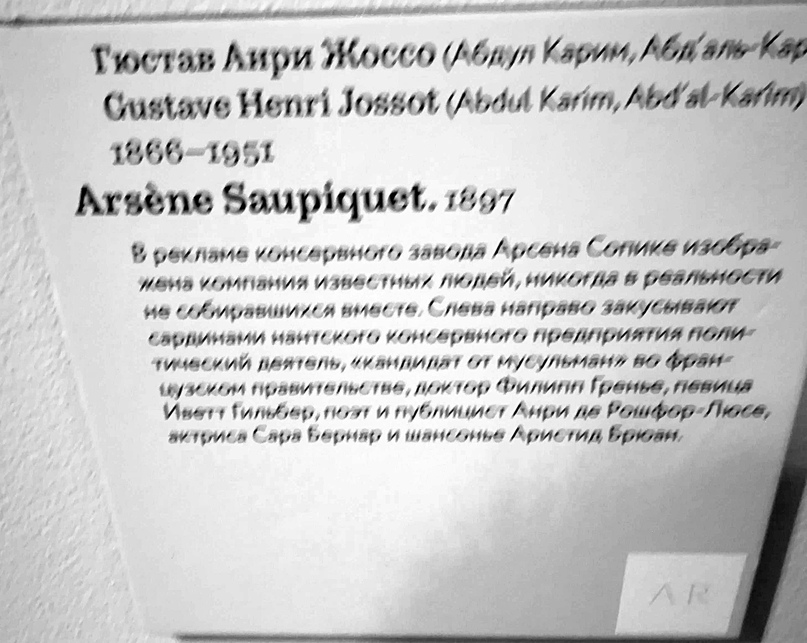 Гюстав Анри Жоссо (Абдул Карим, Абд'аль-Кар
Gustave Henri Jossot (Abdul Karim, Abd'al-Karim)
1866–1951
Arsène Saupiquet. 1897
В рекламе консервного завода Арсена Сопике изобра-
жена компания известных людей, никогда в реальности
не собиравшихся вместе. Слева направо закусывают
сардинами нантского консервного предприятия поли-
тический деятель, «кандидат от мусульман» во фран-
цузском правительстве, доктор Филипп Гренье, певица
Иветт Гильбер, поэт и публицист Анри де Рошфор-Люсе,
актриса Сара Бернар и шансонье Аристид Брюан.
AR